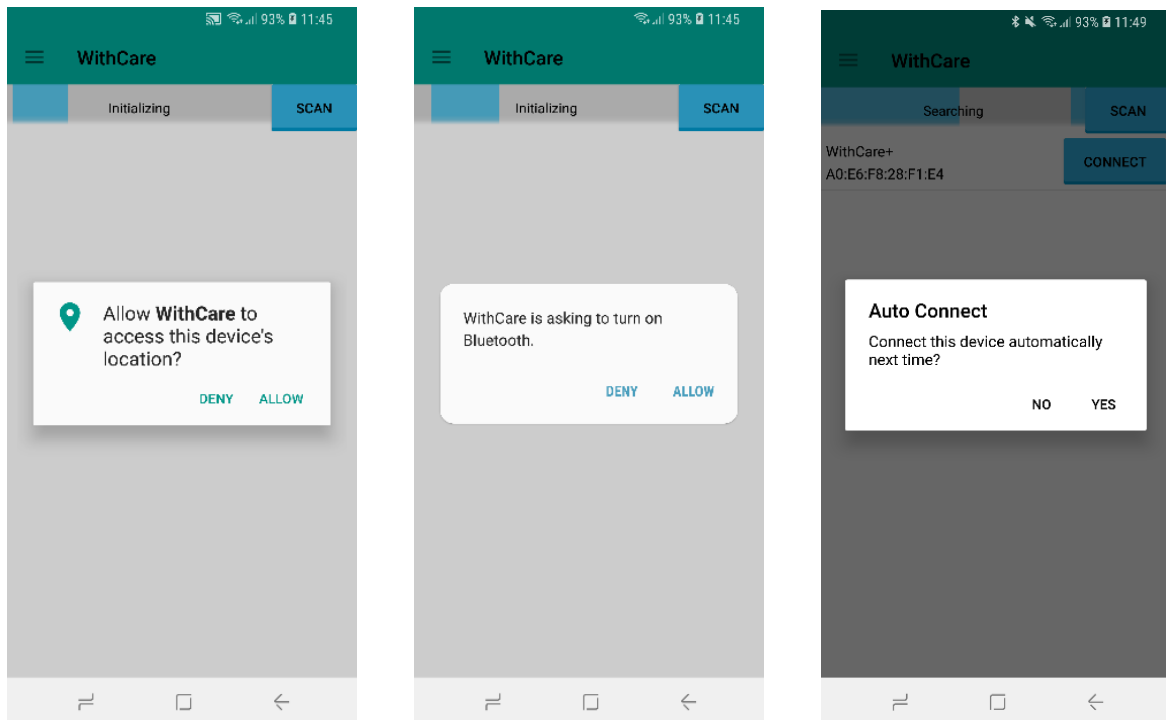 93% 11:45
WithCare
Initializing
SCAN
Allow WithCare to
access this device's
location?
DENY ALLOW
93% 11:45
WithCare
Initializing
SCAN
WithCare is asking to turn on
Bluetooth.
DENY ALLOW
93% 11:49
WithCare
Searching
SCAN
WithCare+
A0:E6:F8:28:F1:E4
CONNECT
Auto Connect
Connect this device automatically
next time?
NO YES